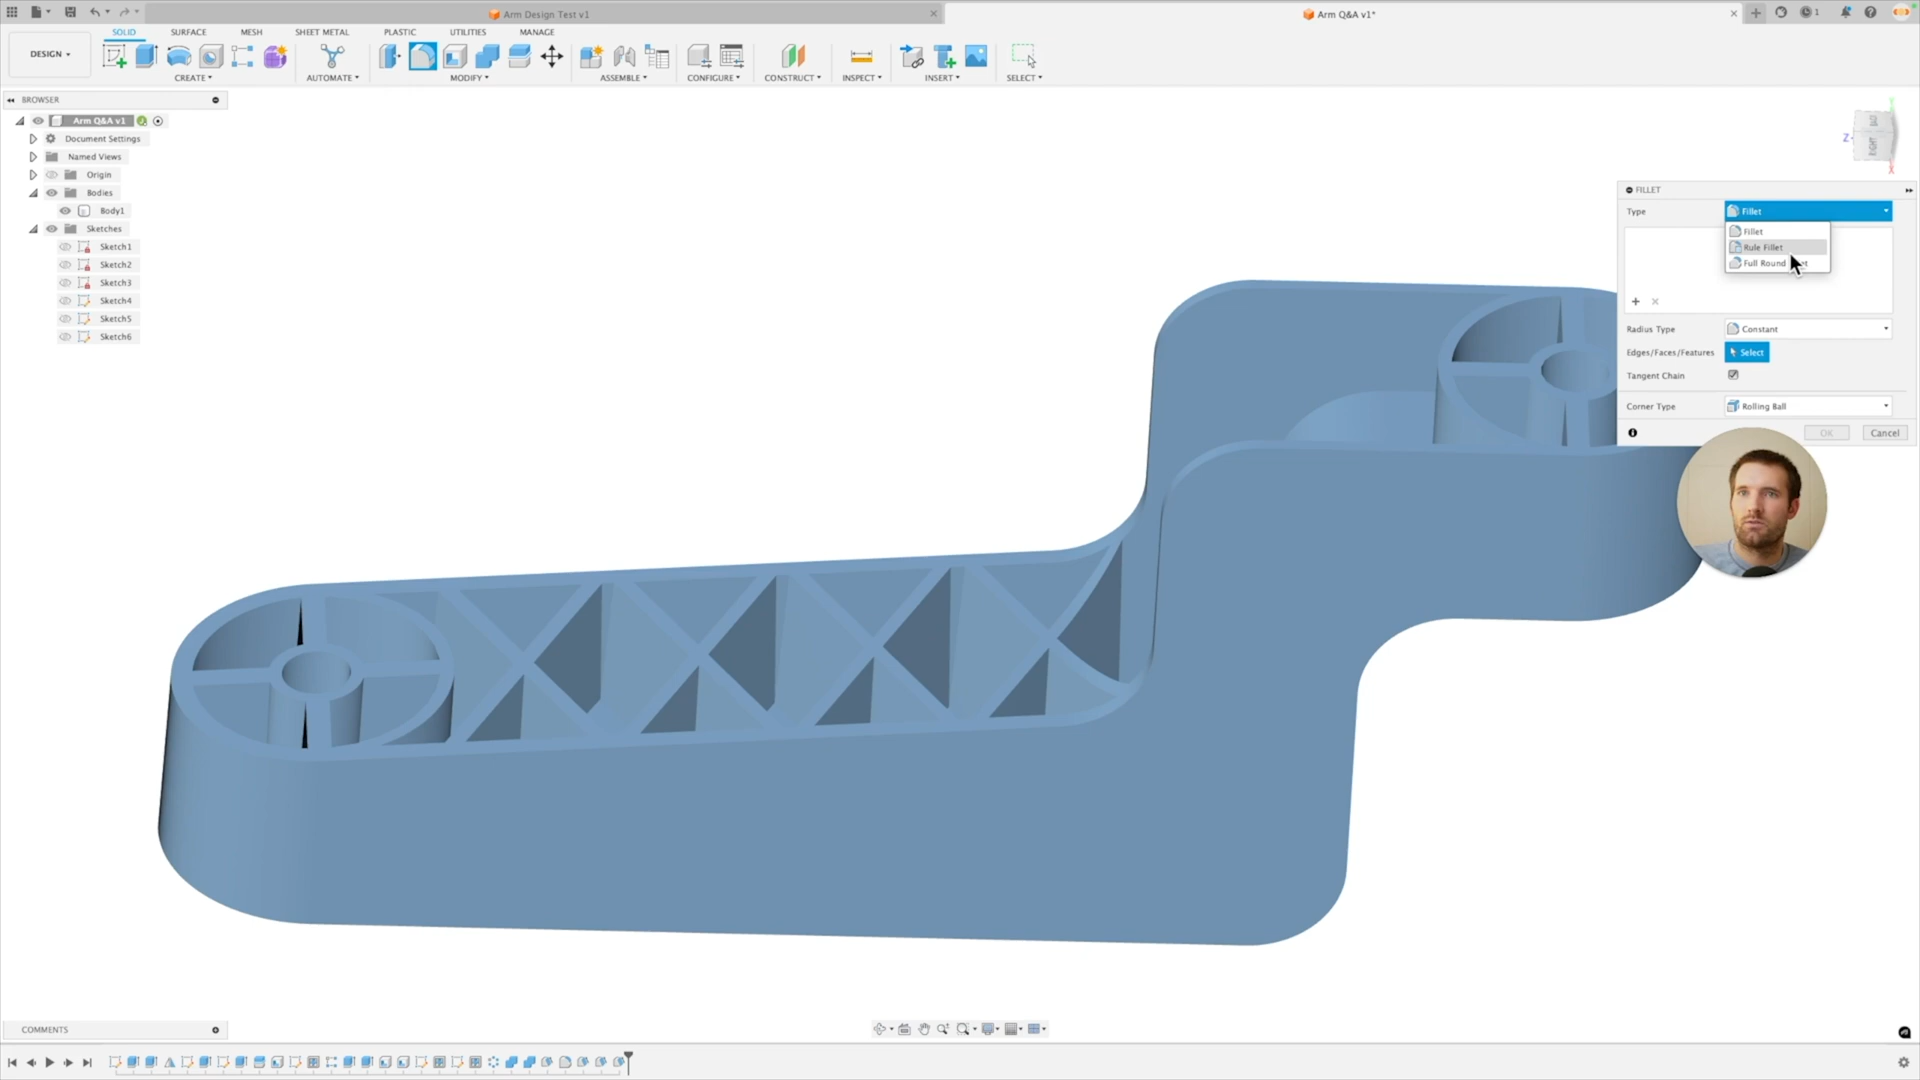 Arm Design Test v1
Arm Q&A v1*
1
DESIGN
SOLID
SURFACE
MESH
SHEET METAL
PLASTIC
UTILITIES
MANAGE
CREATE
AUTOMATE
MODIFY
ASSEMBLE
CONFIGURE
CONSTRUCT
INSPECT
INSERT
SELECT
BROWSER
Arm Q&A v1
Document Settings
Named Views
Origin
Bodies
Body1
Sketches
Sketch1
Sketch2
Sketch3
Sketch4
Sketch5
Sketch6
Z
RIGHT
FILLET
Type
Fillet
Fillet
Rule Fillet
Full Round
Radius Type
Constant
Edges/Faces/Features
Select
Tangent Chain
Corner Type
Rolling Ball
OK
Cancel
COMMENTS